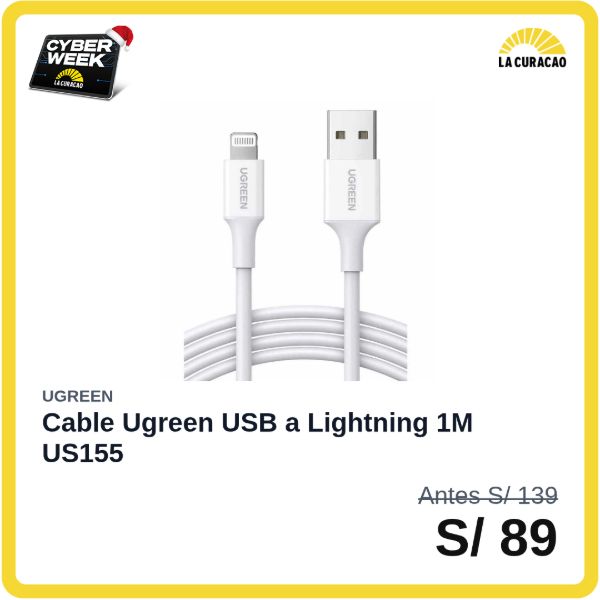 CYBER
WEEK
LA CURACAO
LA CURACAO
UGREEN
UGREEN
UGREEN
Cable Ugreen USB a Lightning 1M
US155
Antes S/ 139
S/ 89